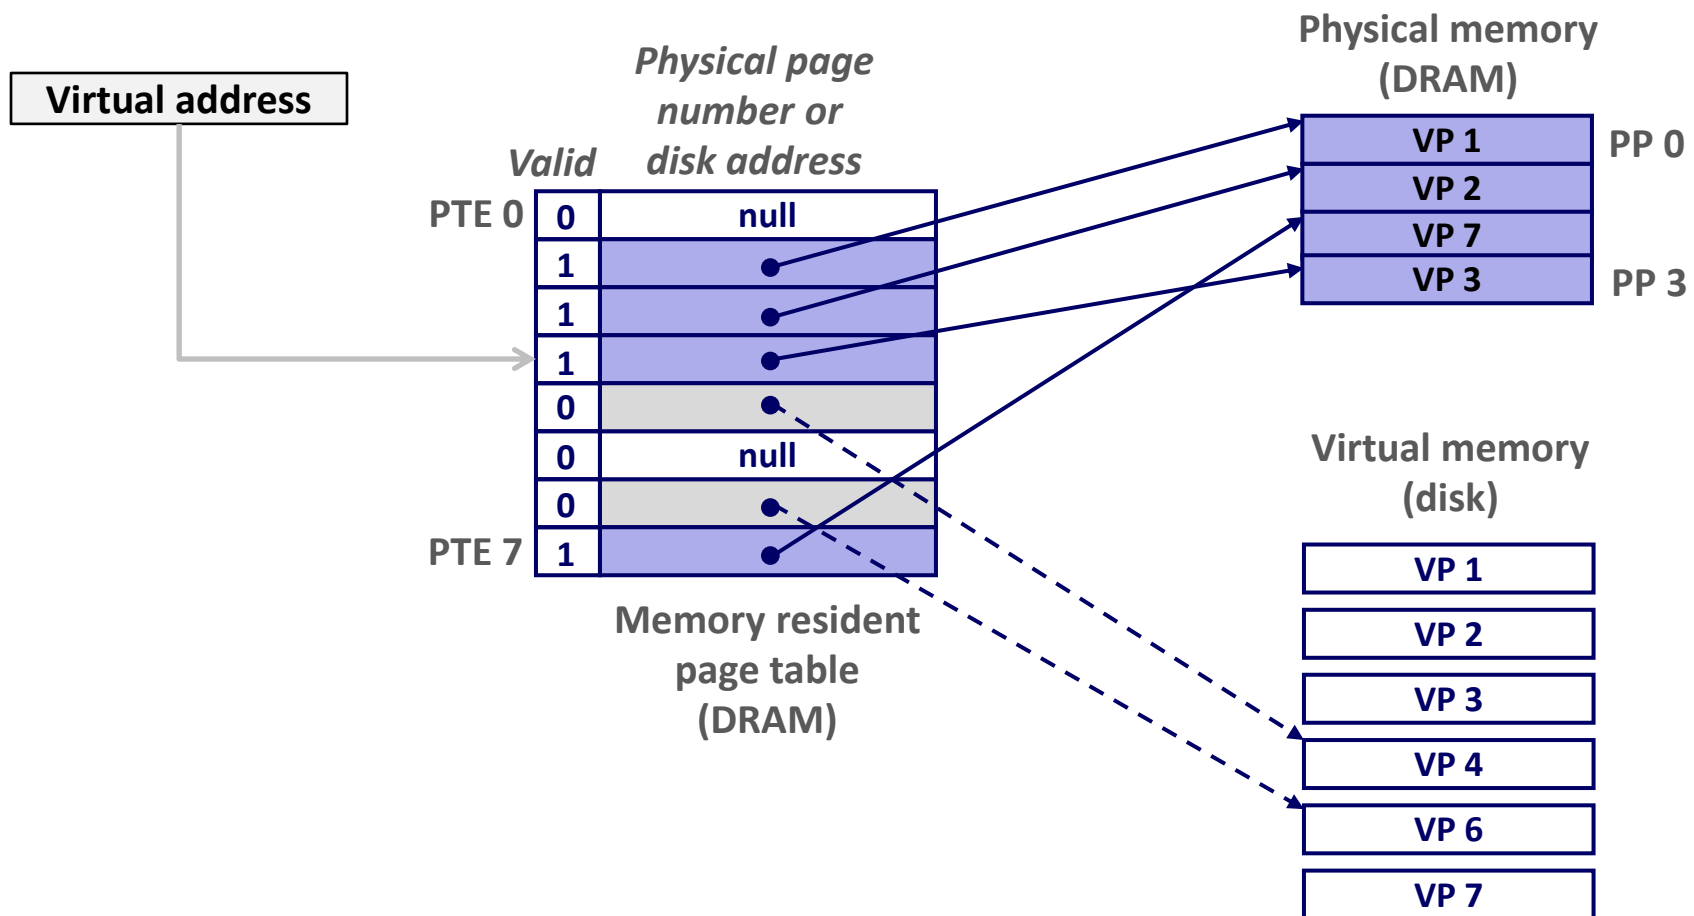 Virtual address
Physical page
number or
disk address
Valid
PTE 0
0
null
1
1
1
0
0
null
0
PTE 7
1
Memory resident
page table
(DRAM)
Physical memory
(DRAM)
VP 1
PP 0
VP 2
VP 7
VP 3
PP 3
Virtual memory
(disk)
VP 1
VP 2
VP 3
VP 4
VP 6
VP 7